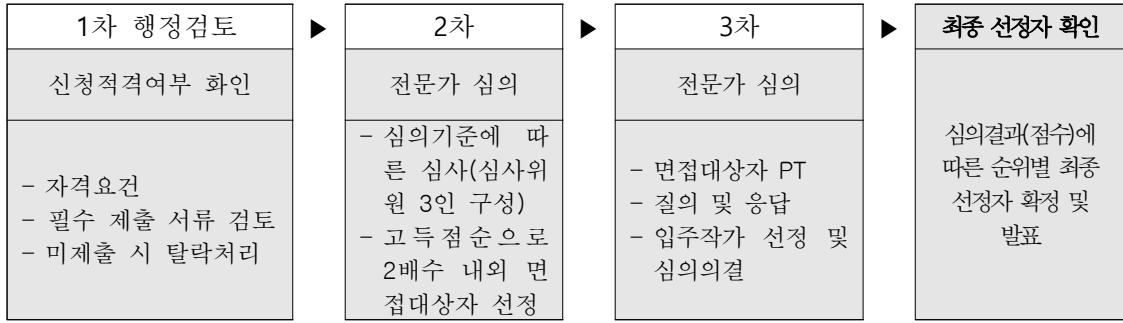 1차 행정검토
신청적격여부 화인
- 자격요건
- 필수 제출 서류 검토
- 미제출 시 탈락처리
▶
2차
전문가 심의
- 심의기준에 따
른 심사(심사위
원 3인 구성)
- 고득점순으로
2배수 내외 면
접대상자 선정
▶
3차
전문가 심의
- 면접대상자 PT
- 질의 및 응답
- 입주작가 선정 및
심의의결
▶
최종 선정자 확인
심의결과(점수)에
따른 순위별 최종
선정자 확정 및
발표